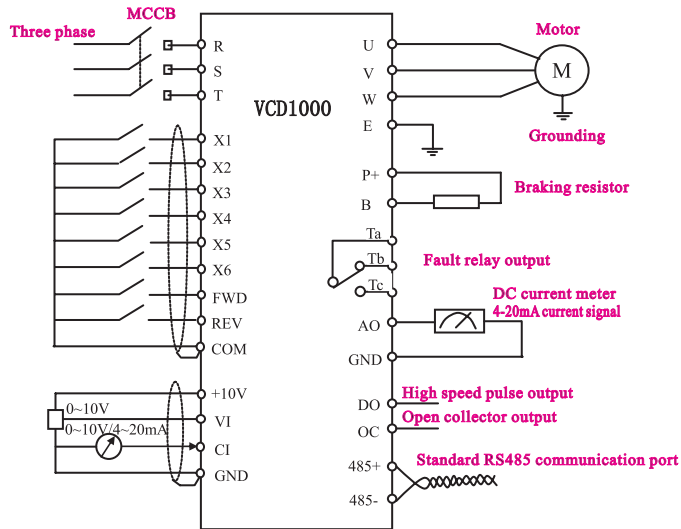 MCCB
Three phase
R
S
T
VCD1000
X1
X2
X3
X4
X5
X6
FWD
REV
COM
+10V
0~10V
VI
0~10V/4~20mA
CI
GND
U
V
W
E
Motor
M
Grounding
P+
B
Braking resistor
Ta
Tb
Tc
Fault relay output
DC current meter
4-20mA current signal
AO
GND
High speed pulse output
DO
Open collector output
OC
485+
Standard RS485 communication port
485-